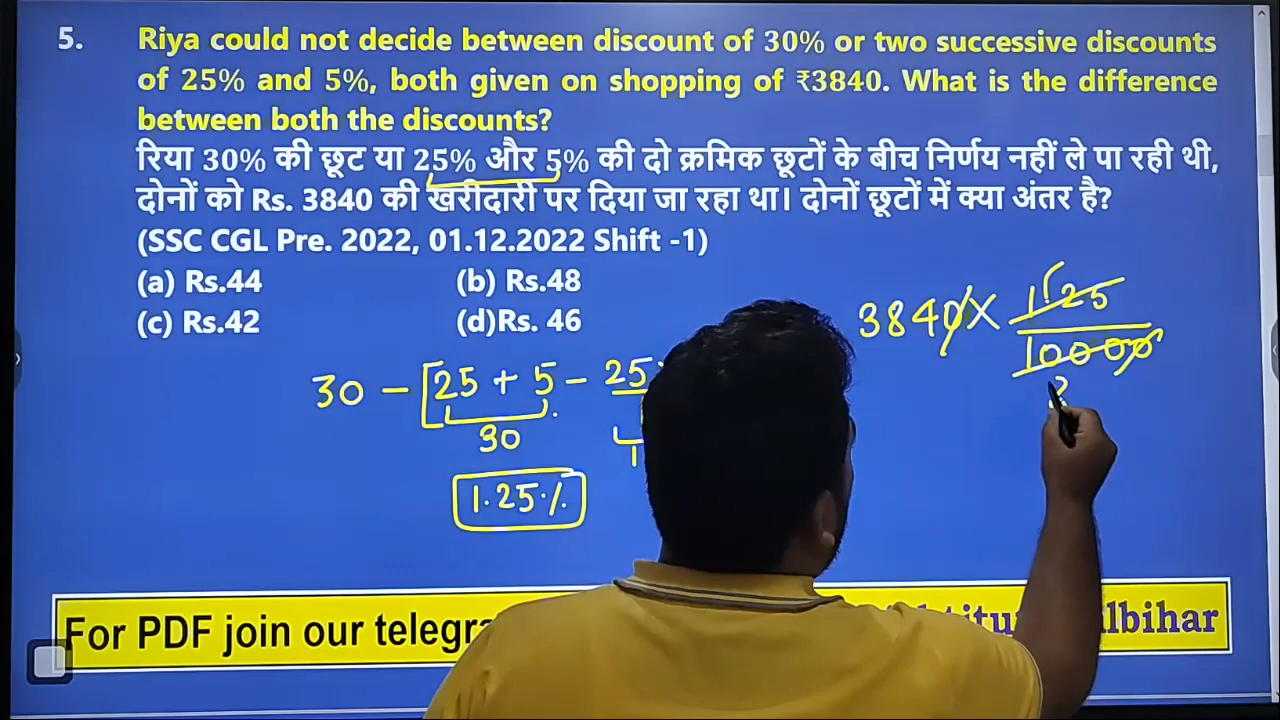 5. Riya could not decide between discount of 30% or two successive discounts
of 25% and 5%, both given on shopping of ₹3840. What is the difference
between both the discounts?
रिया 30% की छूट या 25% और 5% की दो क्रमिक छूटों के बीच निर्णय नहीं ले पा रही थी,
दोनों को Rs. 3840 की खरीदारी पर दिया जा रहा था। दोनों छूटों में क्या अंतर है?
(SSC CGL Pre. 2022, 01.12.2022 Shift -1)
(a) Rs.44 (b) Rs.48
(c) Rs.42 (d)Rs. 46
3840 × 125
10000
30 - [25 + 5 - 25
30
1.25%
For PDF join our telegr
lbihar